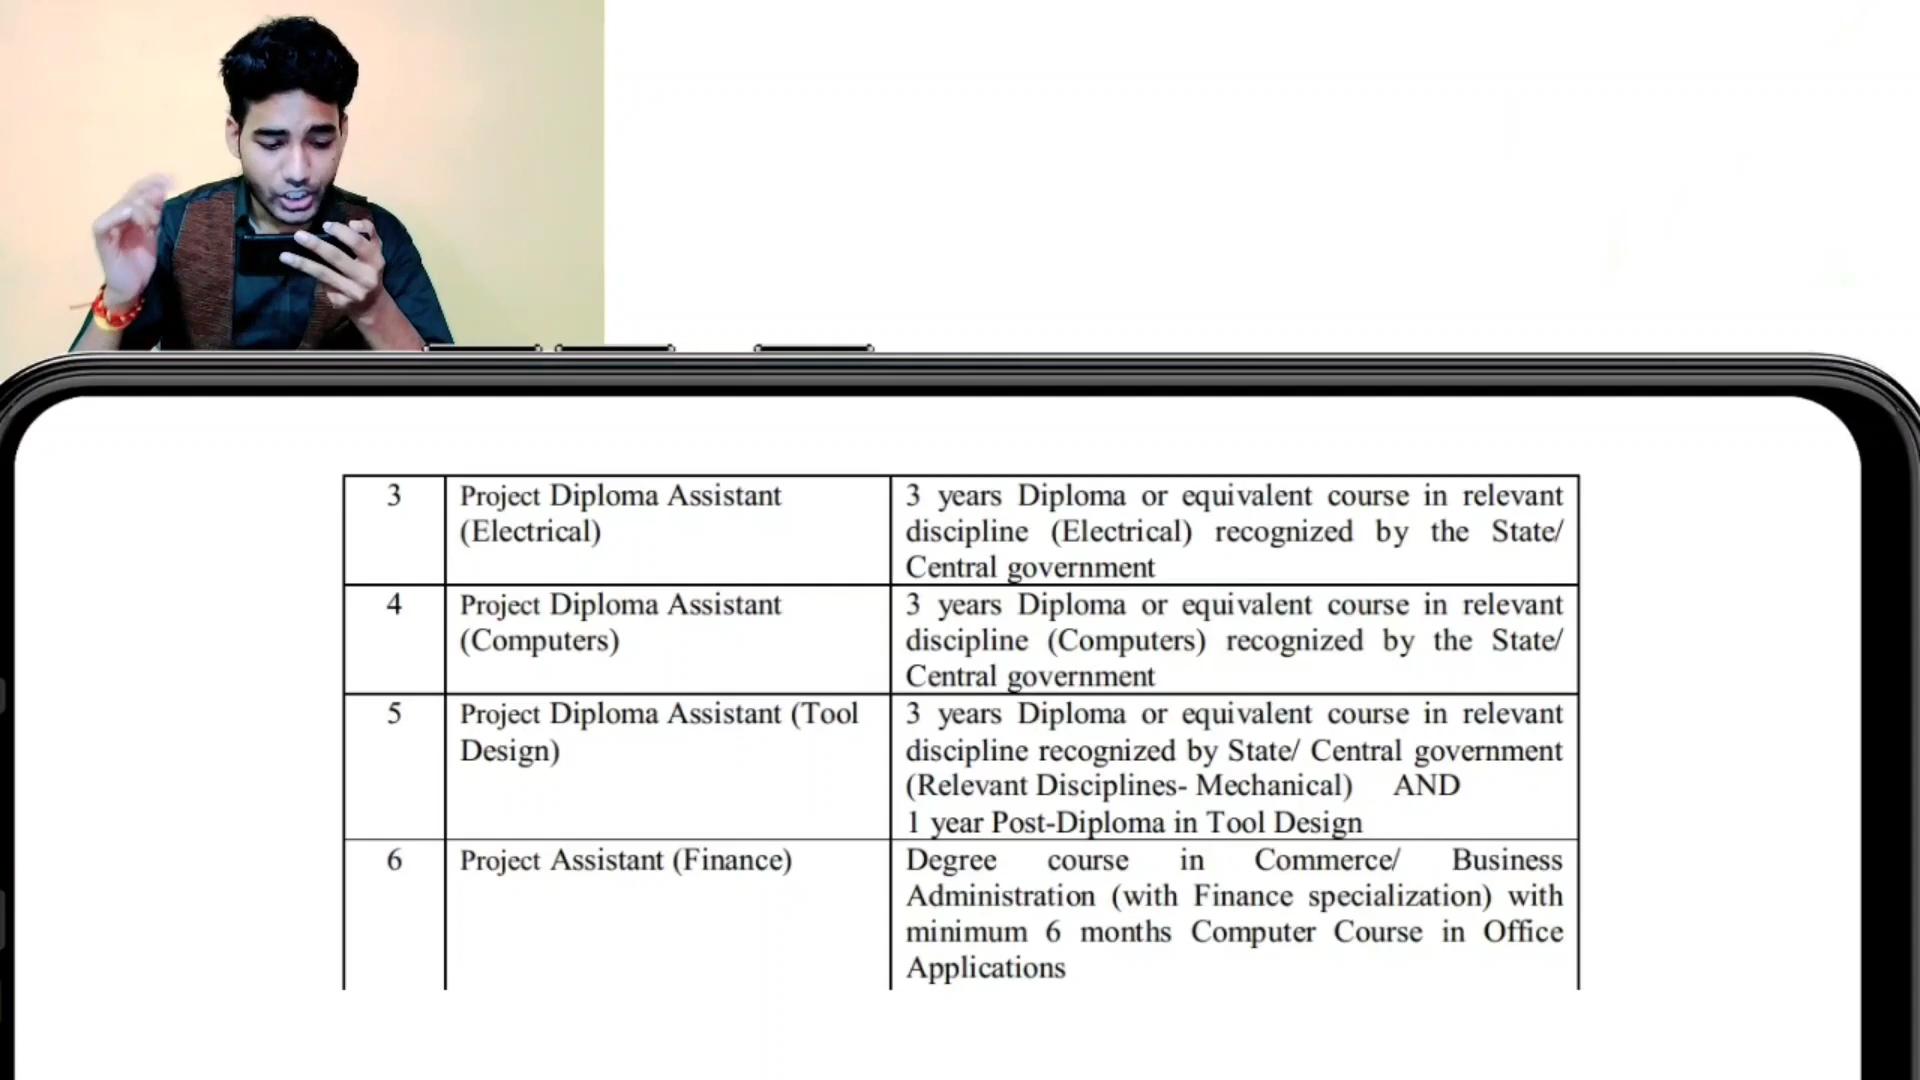 3
Project Diploma Assistant
(Electrical)
3 years Diploma or equivalent course in relevant
discipline (Electrical) recognized by the State/
Central government
4
Project Diploma Assistant
(Computers)
3 years Diploma or equivalent course in relevant
discipline (Computers) recognized by the State/
Central government
5
Project Diploma Assistant (Tool
Design)
3 years Diploma or equivalent course in relevant
discipline recognized by State/ Central government
(Relevant Disciplines- Mechanical) AND
1 year Post-Diploma in Tool Design
6
Project Assistant (Finance)
Degree course in Commerce/ Business
Administration (with Finance specialization) with
minimum 6 months Computer Course in Office
Applications